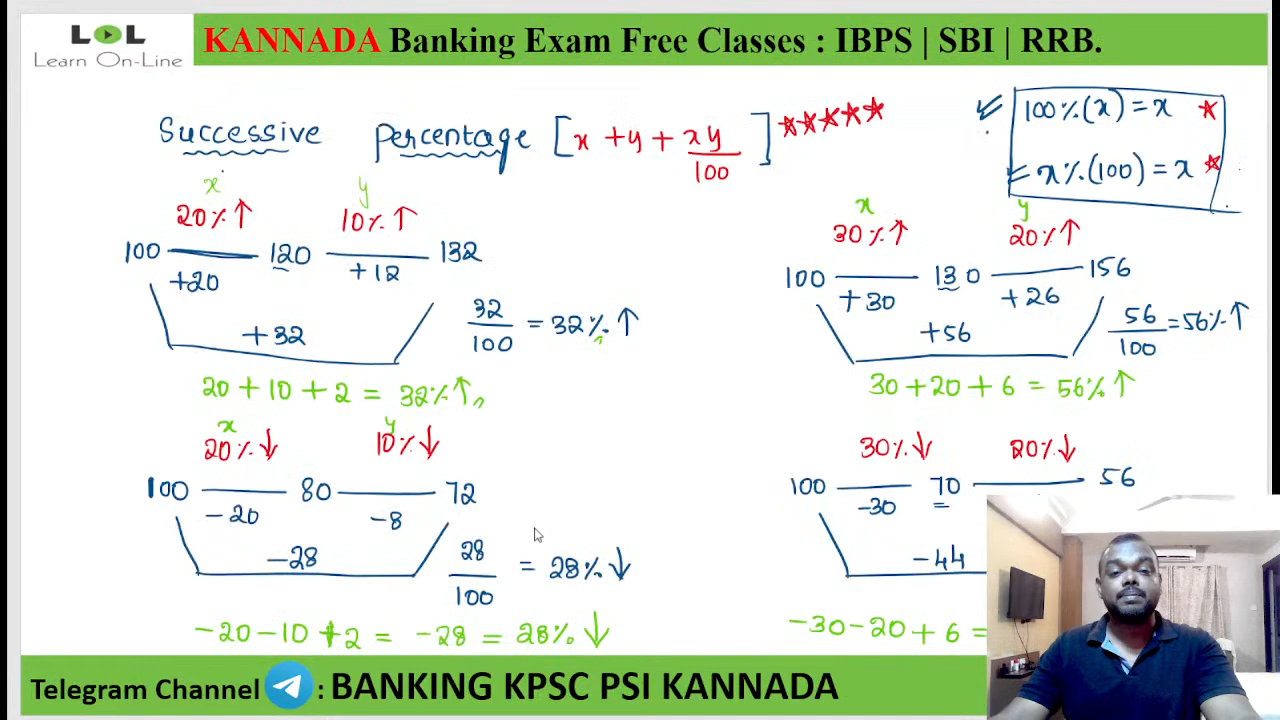 LOL
Learn On-Line
KANNADA Banking Exam Free Classes : IBPS | SBI | RRB.
Successive Percentage [x + y + xy/100] ★★★★★
100%(x) = x ★
x%(100) = x ★
x y
20%↑ 10%↑
100 120 132
+20 +12
+32
32/100 = 32%↑
20 + 10 + 2 = 32%↑
x y
30%↑ 20%↑
100 130 156
+30 +26
+56
56/100 = 56%↑
30 + 20 + 6 = 56%↑
x y
20%↓ 10%↓
100 80 72
-20 -8
-28
28/100 = 28%↓
-20 - 10 + 2 = -28 = 28%↓
30%↓ 20%↓
100 70 56
-30
-44
-30 - 20 + 6 =
Telegram Channel : BANKING KPSC PSI KANNADA